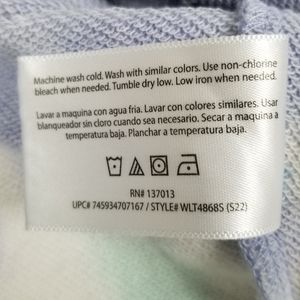 Machine wash cold. Wash with similar colors. Use non-chlorine
bleach when needed. Tumble dry low. Low iron when needed.
Lavar a maquina con agua fria. Lavar con colores similares. Usar
blanqueador sin cloro cuando sea necesario. Secar a maquina a
temperatura baja. Planchar a temperatura baja.
RN# 137013
UPC# 745934707167 / STYLE# WLT4868S (S22)